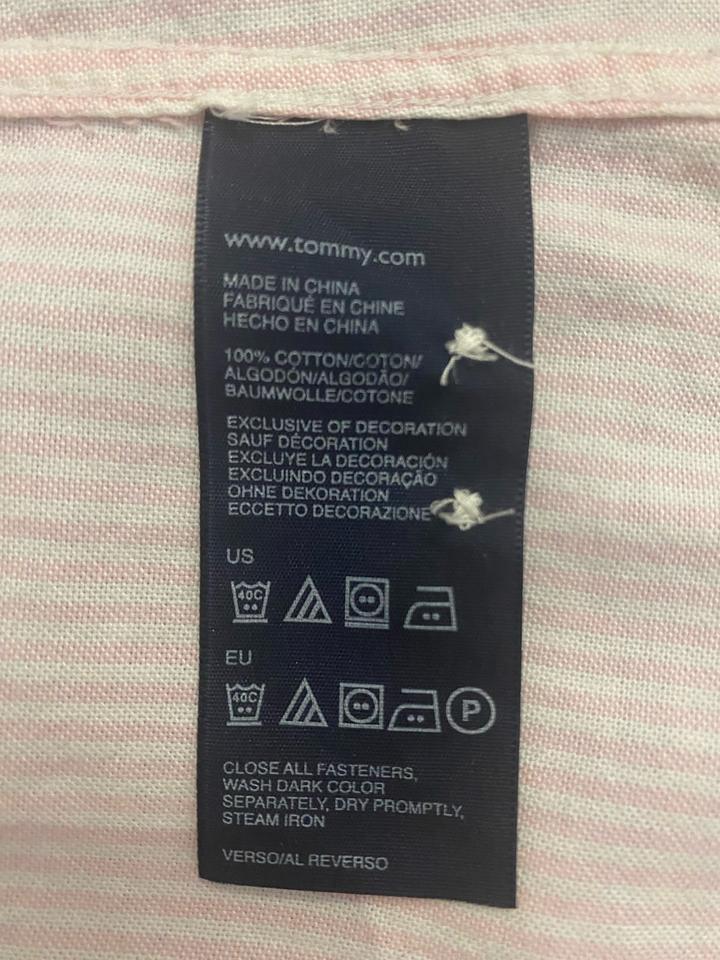 www.tommy.com
MADE IN CHINA
FABRIQUÉ EN CHINE
HECHO EN CHINA
100% COTTON/COTON/
ALGODÓN/ALGODÃO/
BAUMWOLLE/COTONE
EXCLUSIVE OF DECORATION
SAUF DÉCORATION
EXCLUYE LA DECORACIÓN
EXCLUINDO DECORAÇÃO
OHNE DEKORATION
ECCETTO DECORAZIONE
US
40C
EU
40C P
CLOSE ALL FASTENERS,
WASH DARK COLOR
SEPARATELY, DRY PROMPTLY,
STEAM IRON
VERSO/AL REVERSO